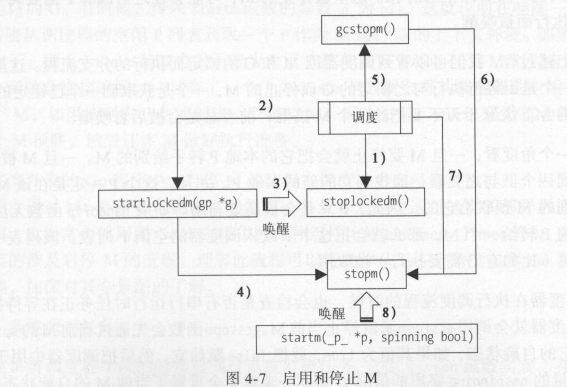 gcstopm()
5)
6)
2)
调度
1)
7)
3)
startlockedm(gp *g)
stoplockedm()
唤醒
stopm()
4)
唤醒
8)
startm(_p_ *p, spinning bool)
图 4-7 启用和停止 M